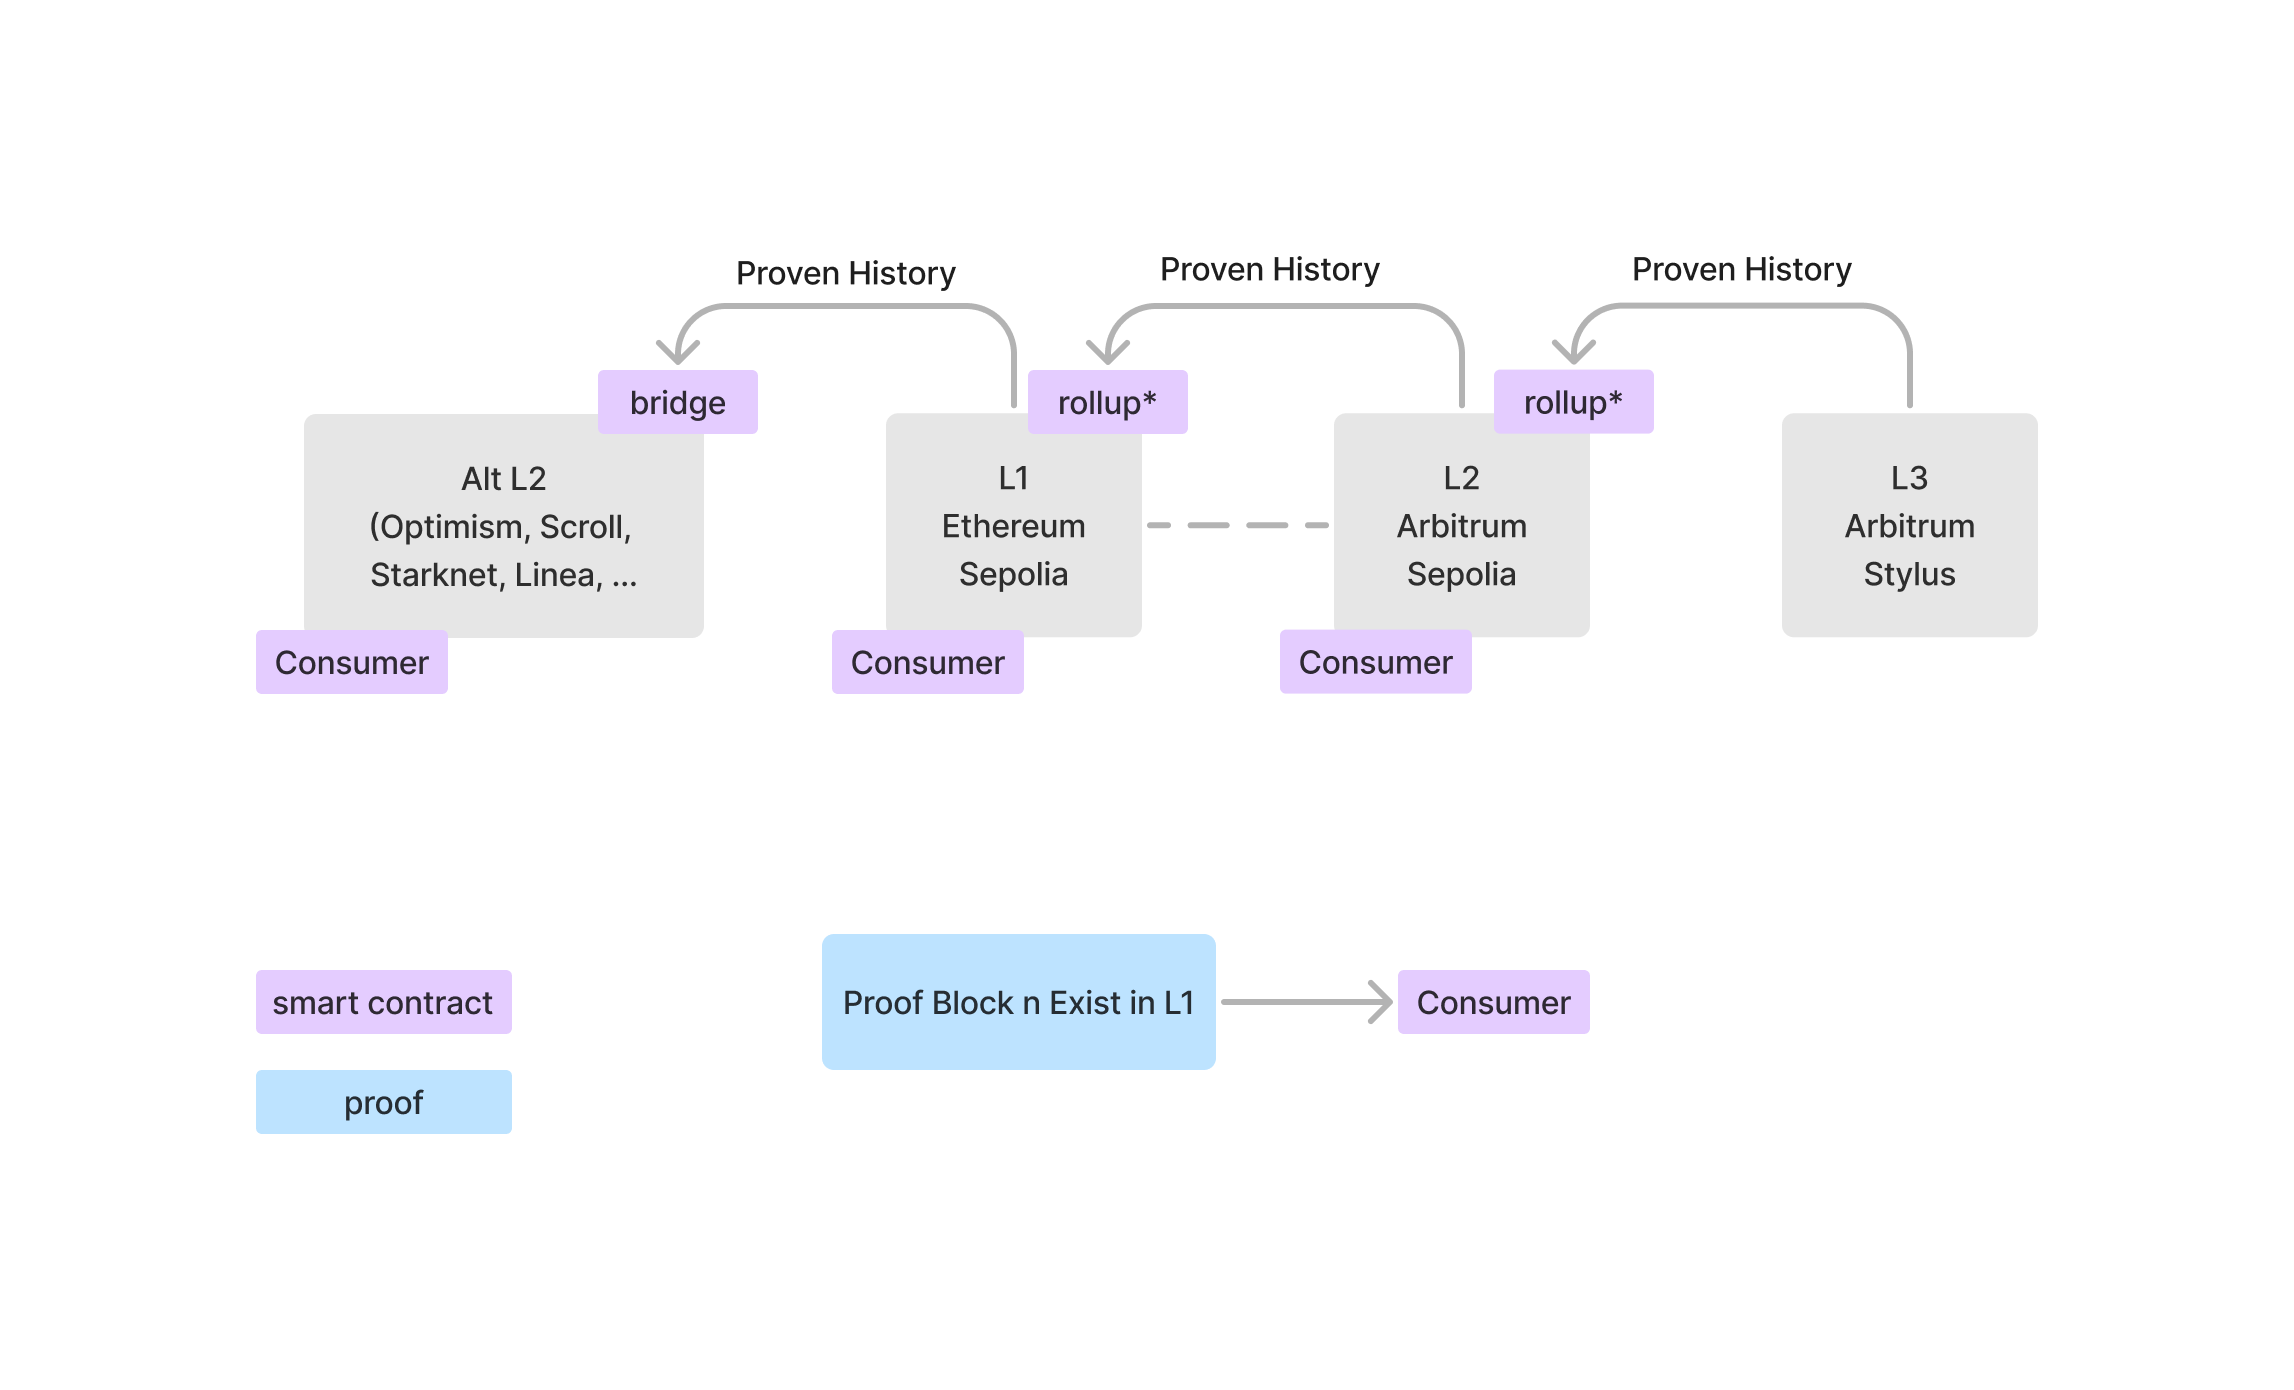 Proven History
Proven History
Proven History
bridge
rollup*
rollup*
Alt L2
(Optimism, Scroll,
Starknet, Linea, ...
L1
Ethereum
Sepolia
L2
Arbitrum
Sepolia
L3
Arbitrum
Stylus
Consumer
Consumer
Consumer
smart contract
proof
Proof Block n Exist in L1
Consumer